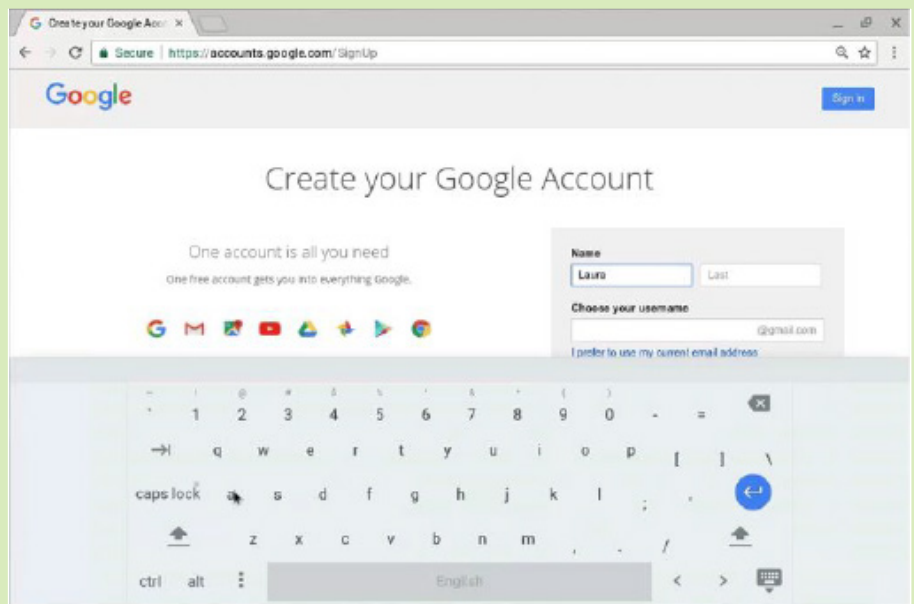 Create your Google Acco
Secure | https://accounts.google.com/SignUp
Google
Sign in
Create your Google Account
One account is all you need
One free account gets you into everything Google.
Name
Laura
Last
Choose your username
@gmail.com
I prefer to use my current email address
` 1 2 3 4 5 6 7 8 9 0 - =
q w e r t y u i o p [ ] \
caps lock a s d f g h j k l ; '
z x c v b n m , . /
ctrl alt English < >